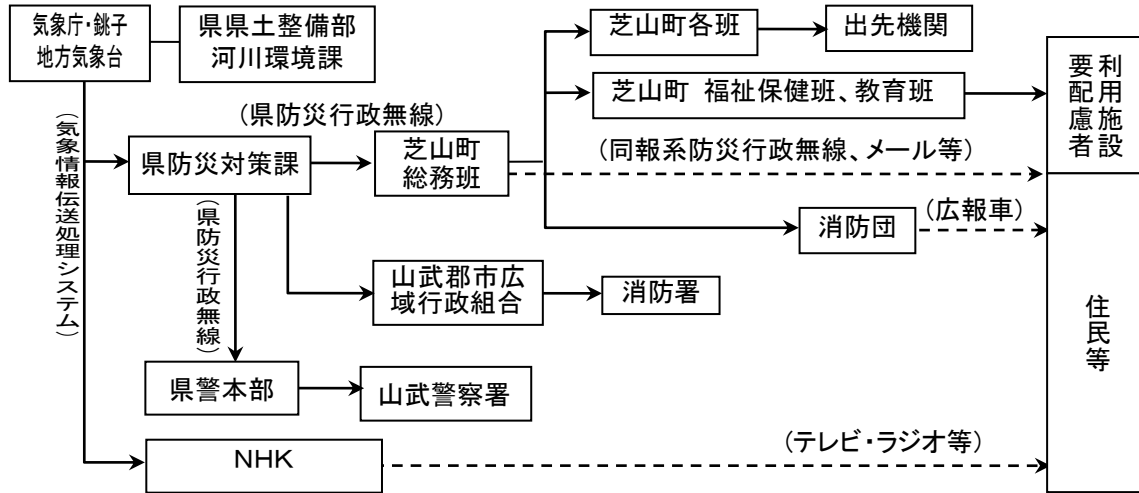 気象庁・銚子
地方気象台
県県土整備部
河川環境課
芝山町各班
出先機関
芝山町 福祉保健班、教育班
要配慮者
利用施設
(県防災行政無線)
県防災対策課
芝山町
総務班
(同報系防災行政無線、メール等)
消防団
(広報車)
(気象情報伝送処理システム)
(県防災行政無線)
山武郡市広
域行政組合
消防署
住民等
県警本部
山武警察署
NHK
(テレビ・ラジオ等)